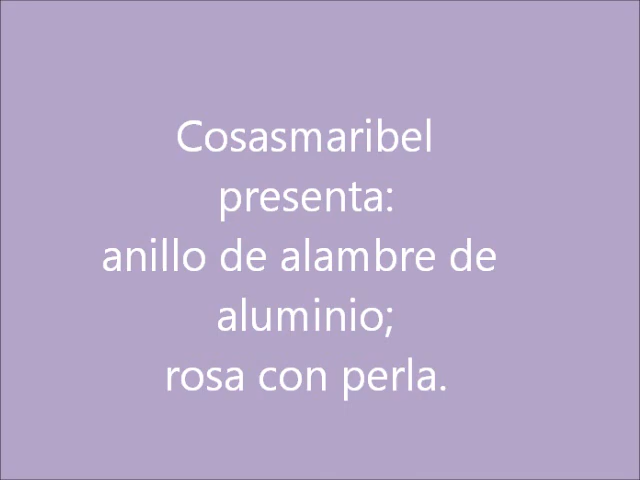 Cosasmaribel
presenta:
anillo de alambre de
aluminio;
rosa con perla.